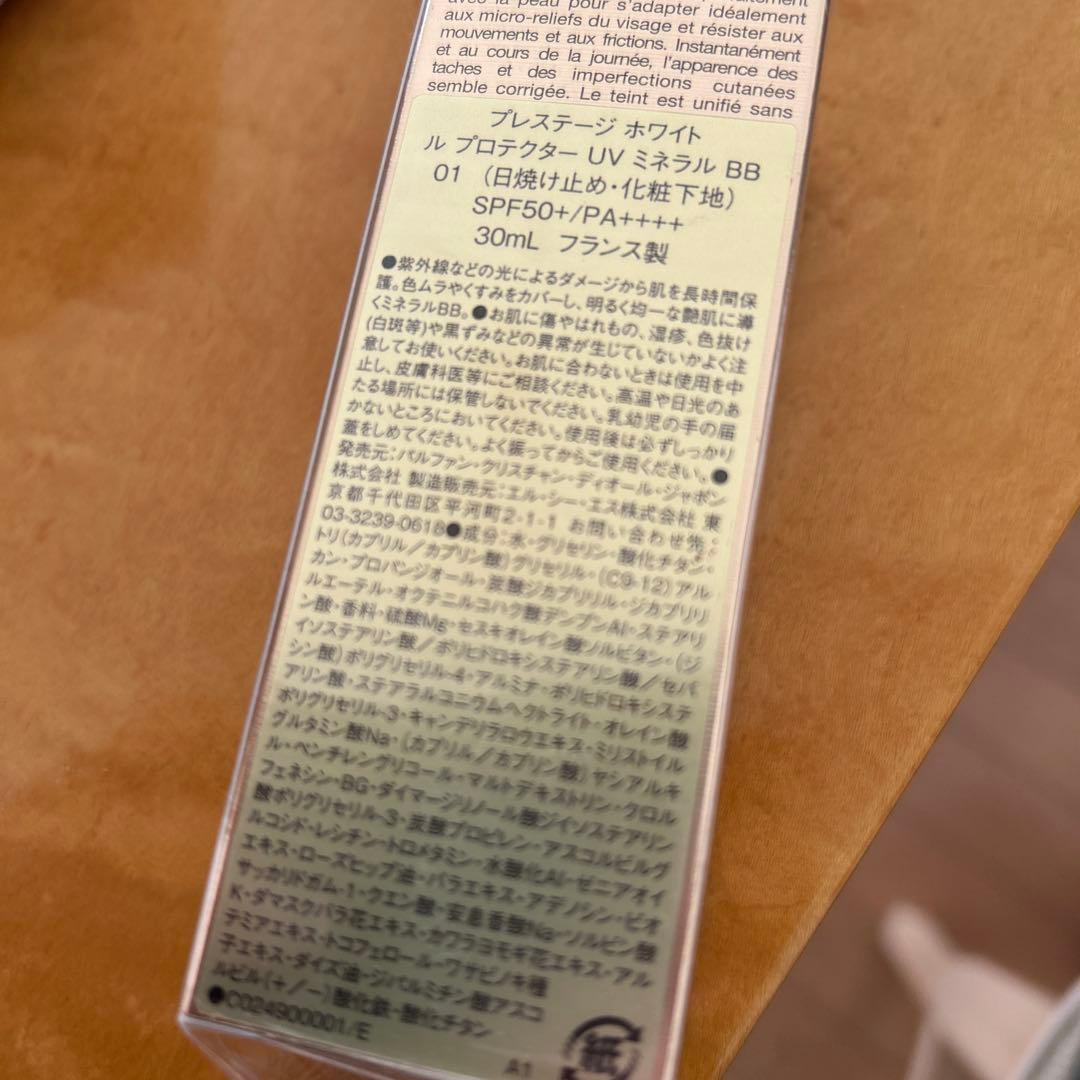 avec la peau pour s'adapter idéalement
aux micro-reliefs du visage et résister aux
mouvements et aux frictions. Instantanément
et au cours de la journée, l'apparence des
taches et des imperfections cutanées
semble corrigée. Le teint est unifié sans
プレステージ ホワイト
ル プロテクター UV ミネラル BB
01 （日焼け止め・化粧下地）
SPF50+/PA++++
30mL フランス製
●紫外線などの光によるダメージから肌を長時間保
護。色ムラやくすみをカバーし、明るく均一な艶肌に導
くミネラルBB。●お肌に傷やはれもの、湿疹、色抜け
(白斑等)や黒ずみなどの異常が生じていないかよく注
意してお使いください。お肌に合わないときは使用を中
止し、皮膚科医等にご相談ください。高温や日光のあ
たる場所には保管しないでください。乳幼児の手の届
かないところにおいてください。使用後は必ずしっかり
蓋をしめてください。よく振ってからご使用ください。●
発売元：パルファン・クリスチャン・ディオール・ジャポン
株式会社 製造販売元：エル・シー・エス株式会社 東
京都千代田区平河町2-1-1 お問い合わせ先：
03-3239-0618●成分：水・グリセリン・酸化チタン・
トリ(カプリル／カプリン酸)グリセリル・(C9-12)アル
カン・プロパンジオール・炭酸ジカプリリル・ジカプリリ
ルエーテル・オクテニルコハク酸デンプンAl・ステアリ
ン酸・香料・硫酸Mg・セスキオレイン酸ソルビタン・(ジ
イソステアリン酸／ポリヒドロキシステアリン酸／セバ
シン酸)ポリグリセリル-4・アルミナ・ポリヒドロキシステ
アリン酸・ステアラルコニウムヘクトライト・オレイン酸
ポリグリセリル-3・キャンデリラロウエキス・ミリストイル
グルタミン酸Na・(カプリル／カプリン酸)ヤシアルキ
ル・ペンチレングリコール・マルトデキストリン・クロル
フェネシン・BG・ダイマージリノール酸ジイソステアリン
酸ポリグリセリル-3・炭酸プロピレン・アスコルビルグ
ルコシド・レシチン・トロメタミン・水酸化Al・ゼニアオイ
エキス・ローズヒップ油・バラエキス・アデノシン・ビオ
サッカリドガム-1・クエン酸・安息香酸Na・ソルビン酸
K・ダマスクバラ花エキス・カワラヨモギ花エキス・アル
テミアエキス・トコフェロール・ワサビノキ種
子エキス・ダイズ油・ジパルミチン酸アスコ
ルビル(＋/－)酸化鉄・酸化チタン
●C024900001/E
A1
紙